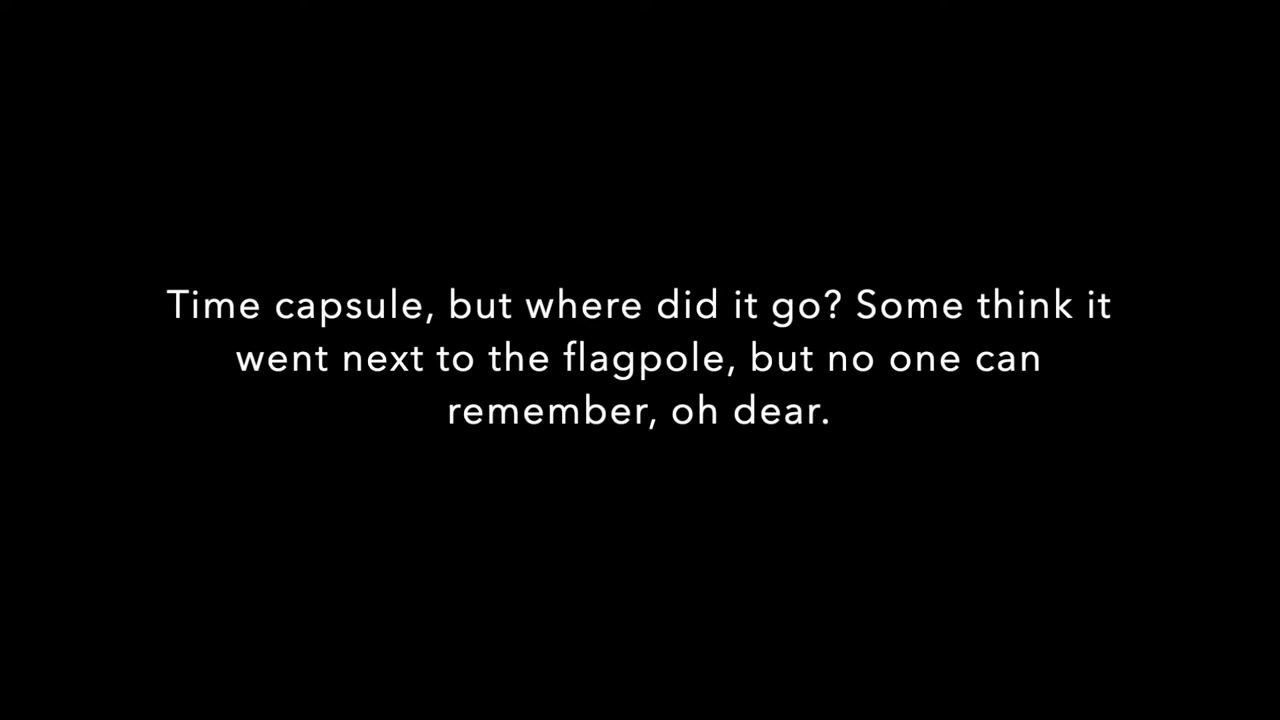 Time capsule, but where did it go? Some think it
went next to the flagpole, but no one can
remember, oh dear.